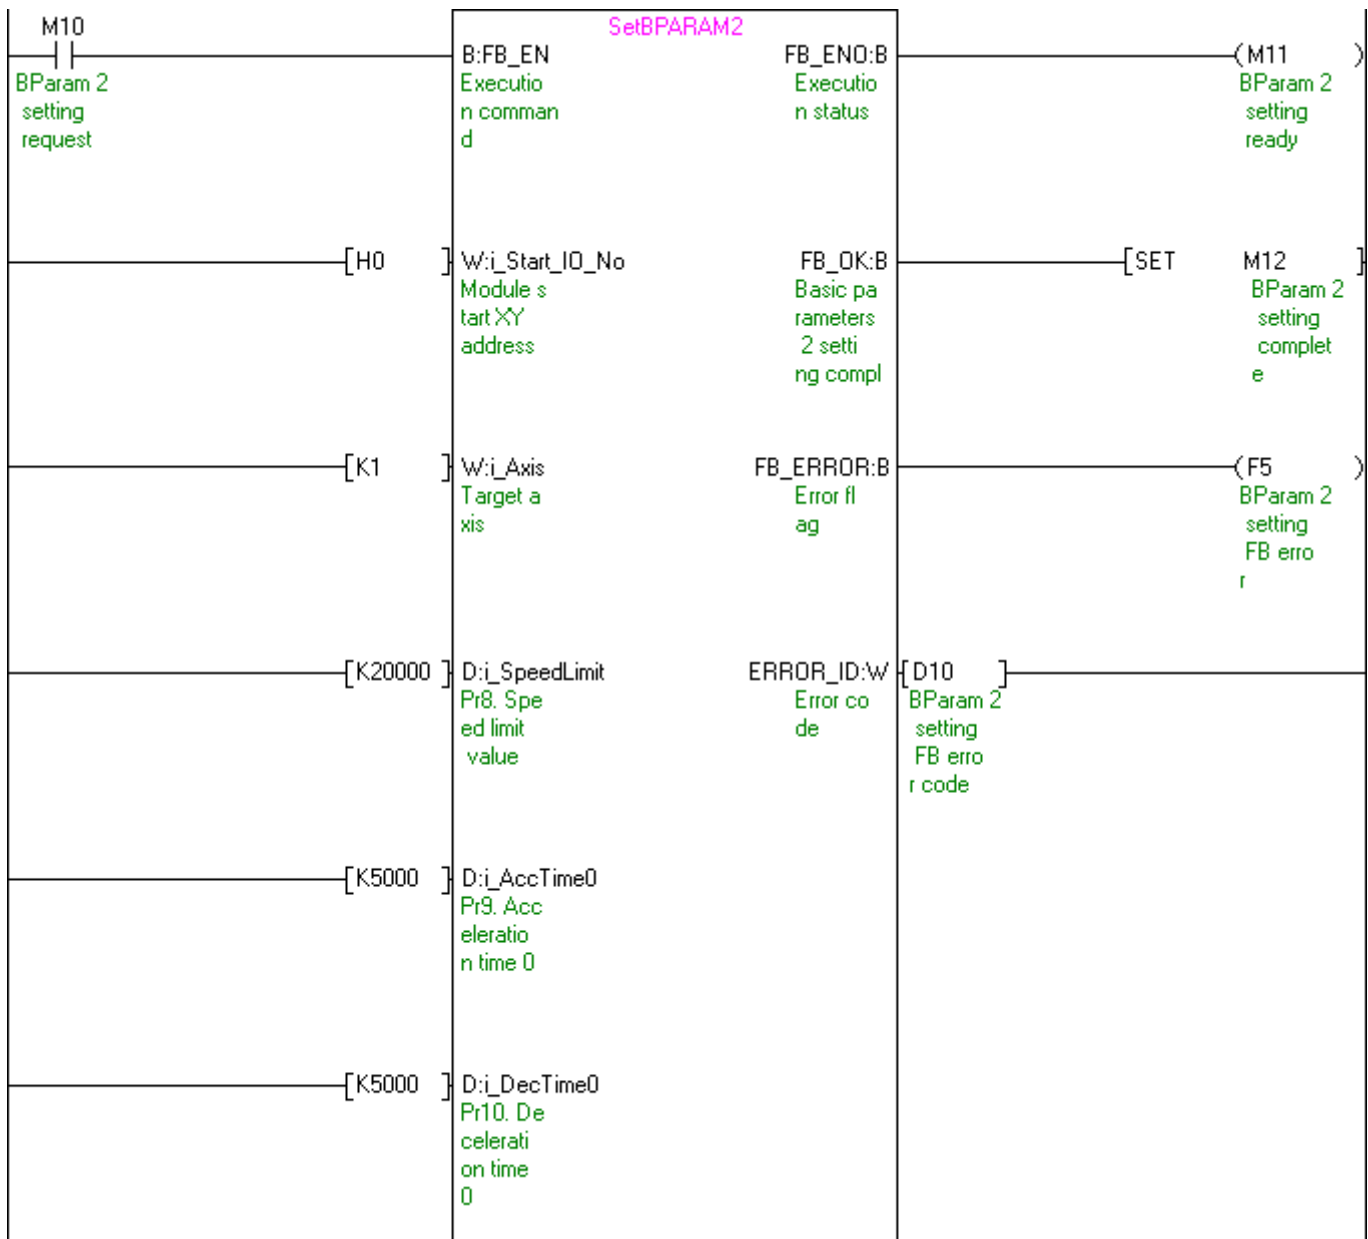 M10
SetBPARAM2
B:FB_EN
FB_ENO:B
(M11 )
BParam 2
setting
request
Executio
n comman
d
Executio
n status
BParam 2
setting
ready
[H0 ]
W:i_Start_IO_No
FB_OK:B
[SET M12 ]
Module s
tart XY
address
Basic pa
rameters
2 setti
ng compl
BParam 2
setting
complet
e
[K1 ]
W:i_Axis
FB_ERROR:B
(F5 )
Target a
xis
Error fl
ag
BParam 2
setting
FB erro
r
[K20000 ]
D:i_SpeedLimit
ERROR_ID:W
[D10 ]
Pr8. Spe
ed limit
value
Error co
de
BParam 2
setting
FB erro
r code
[K5000 ]
D:i_AccTime0
Pr9. Acc
eleratio
n time 0
[K5000 ]
D:i_DecTime0
Pr10. De
celerati
on time
0